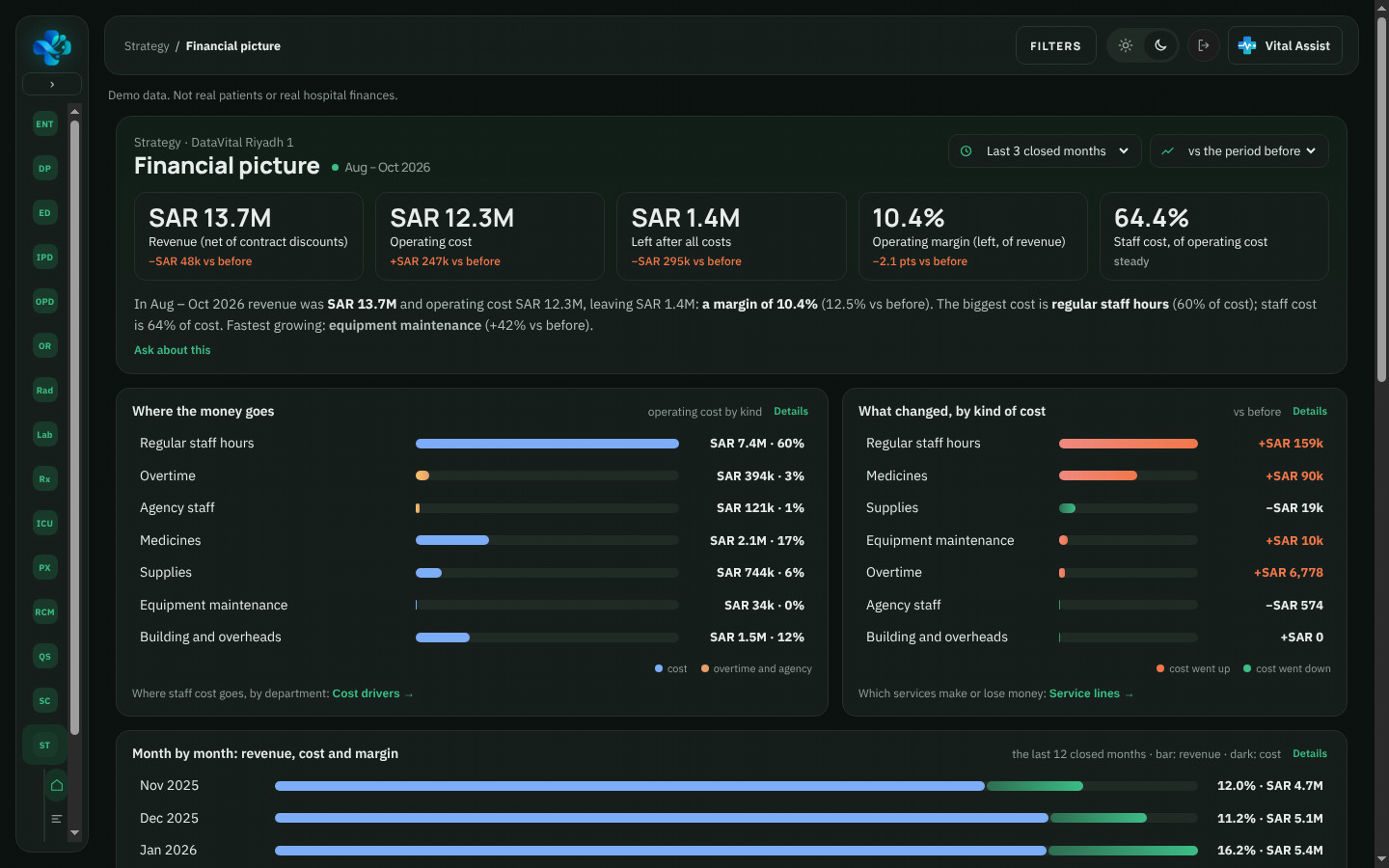 Strategy / Financial picture
FILTERS
Vital Assist
Demo data. Not real patients or real hospital finances.
ENT
DP
ED
IPD
OPD
OR
Rad
Lab
Rx
ICU
PX
RCM
QS
SC
ST
Strategy · DataVital Riyadh 1
Financial picture
Aug – Oct 2026
Last 3 closed months
vs the period before
SAR 13.7M
Revenue (net of contract discounts)
−SAR 48k vs before
SAR 12.3M
Operating cost
+SAR 247k vs before
SAR 1.4M
Left after all costs
−SAR 295k vs before
10.4%
Operating margin (left, of revenue)
−2.1 pts vs before
64.4%
Staff cost, of operating cost
steady
In Aug – Oct 2026 revenue was SAR 13.7M and operating cost SAR 12.3M, leaving SAR 1.4M: a margin of 10.4% (12.5% vs before). The biggest cost is regular staff hours (60% of cost); staff cost
is 64% of cost. Fastest growing: equipment maintenance (+42% vs before).
Ask about this
Where the money goes
operating cost by kind Details
Regular staff hours SAR 7.4M · 60%
Overtime SAR 394k · 3%
Agency staff SAR 121k · 1%
Medicines SAR 2.1M · 17%
Supplies SAR 744k · 6%
Equipment maintenance SAR 34k · 0%
Building and overheads SAR 1.5M · 12%
cost overtime and agency
Where staff cost goes, by department: Cost drivers →
What changed, by kind of cost
vs before Details
Regular staff hours +SAR 159k
Medicines +SAR 90k
Supplies −SAR 19k
Equipment maintenance +SAR 10k
Overtime +SAR 6,778
Agency staff −SAR 574
Building and overheads +SAR 0
cost went up cost went down
Which services make or lose money: Service lines →
Month by month: revenue, cost and margin
the last 12 closed months · bar: revenue · dark: cost Details
Nov 2025 12.0% · SAR 4.7M
Dec 2025 11.2% · SAR 5.1M
Jan 2026 16.2% · SAR 5.4M